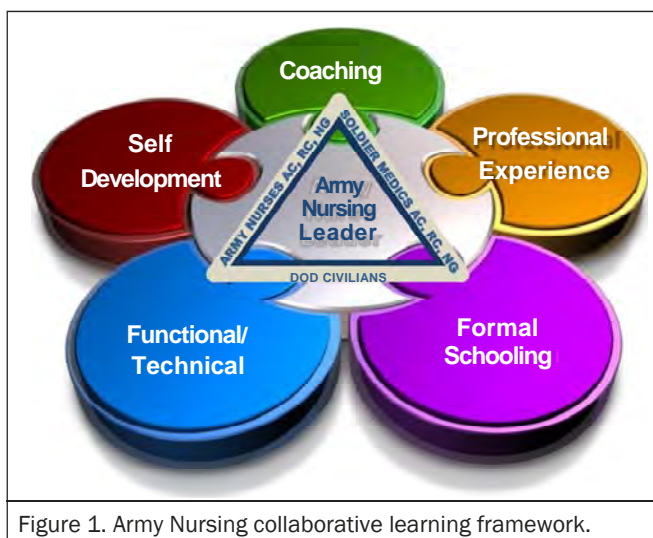 Coaching
Self
Development
Professional
Experience
ARMY NURSES AC, RC, NG
SOLDIER MEDICS AC, RC, NG
Army
Nursing
Leader
DOD CIVILIANS
Functional/
Technical
Formal
Schooling
Figure 1. Army Nursing collaborative learning framework.